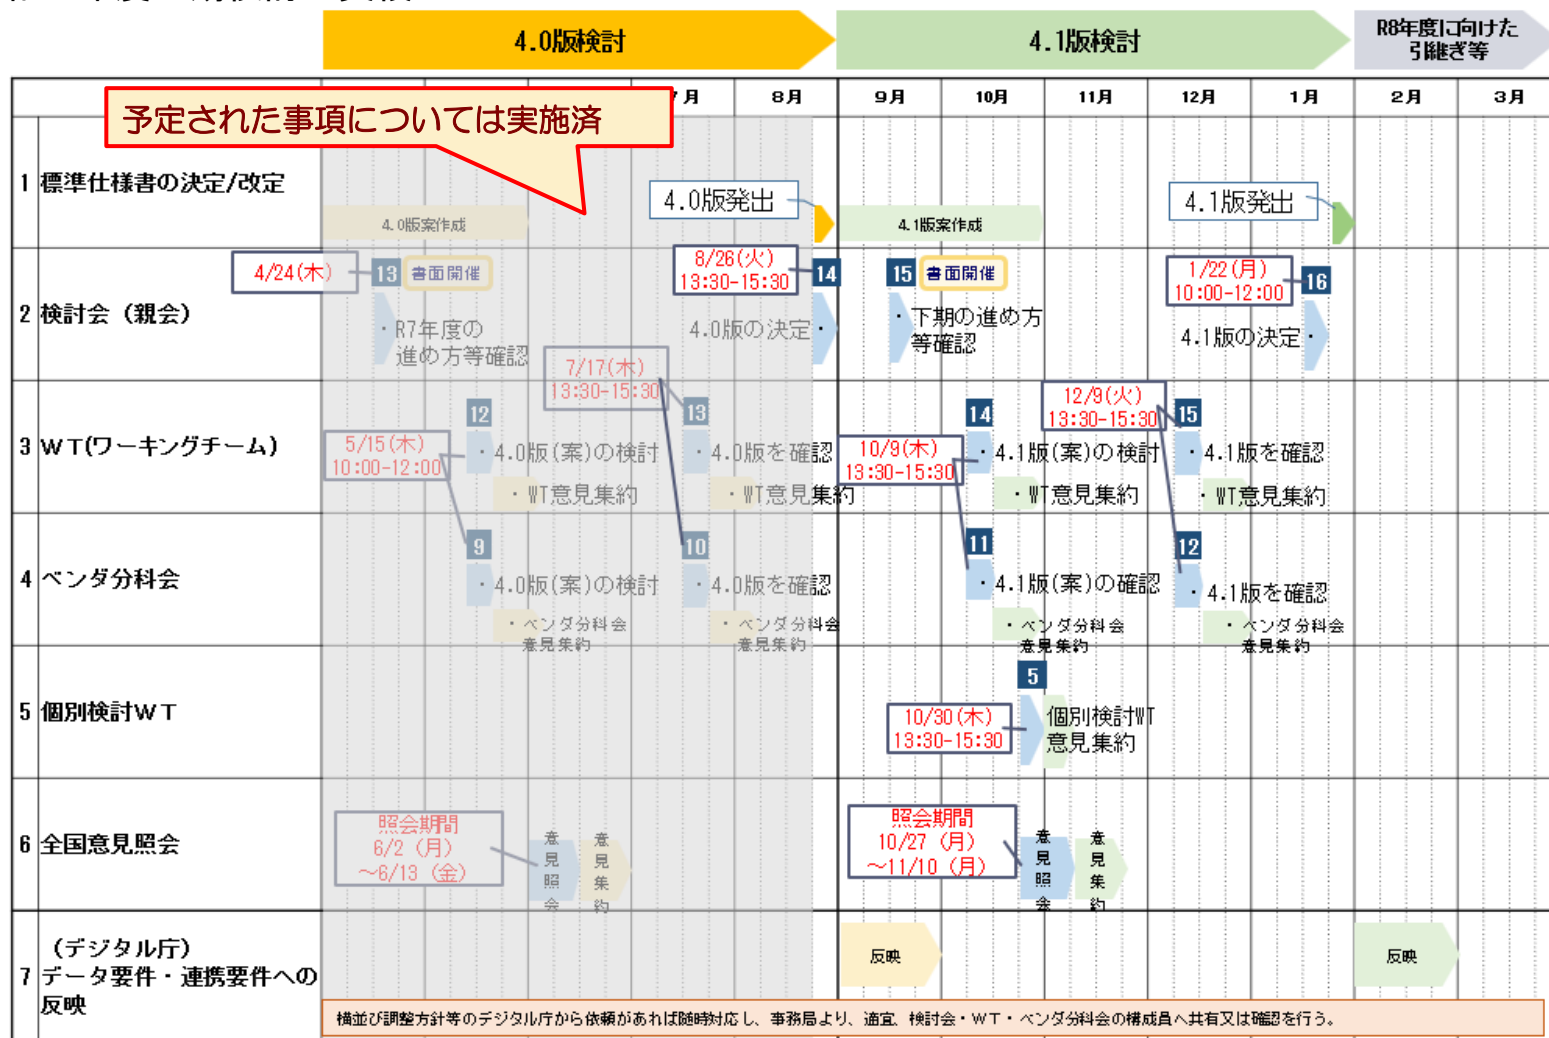 4.0版検討
4.1版検討
R8年度に向けた
引継ぎ等
7月
8月
9月
10月
11月
12月
1月
2月
3月
予定された事項については実施済
1 標準仕様書の決定/改定
4.0版案作成
4.0版発出
4.1版案作成
4.1版発出
2 検討会（親会）
4/24(木)
13
書面開催
・R7年度の
進め方等確認
8/26(火)
13:30-15:30
14
4.0版の決定・
15
書面開催
・下期の進め方
等確認
1/22(月)
10:00-12:00
16
4.1版の決定・
3 ＷＴ(ワーキングチーム)
5/15(木)
10:00-12:00
12
・4.0版(案)の検討
・WT意見集約
7/17(木)
13:30-15:30
13
・4.0版を確認
・WT意見集約
10/9(木)
13:30-15:30
14
・4.1版(案)の検討
・WT意見集約
12/9(火)
13:30-15:30
15
・4.1版を確認
・WT意見集約
4 ベンダ分科会
9
・4.0版(案)の検討
・ベンダ分科会
意見集約
10
・4.0版を確認
・ベンダ分科会
意見集約
11
・4.1版(案)の確認
・ベンダ分科会
意見集約
12
・4.1版を確認
・ベンダ分科会
意見集約
5 個別検討ＷＴ
10/30(木)
13:30-15:30
5
個別検討WT
意見集約
6 全国意見照会
照会期間
6/2（月）
～6/13（金）
意見照会
意見集約
照会期間
10/27（月）
～11/10（月）
意見照会
意見集約
（デジタル庁）
7 データ要件・連携要件への
反映
反映
反映
横並び調整方針等のデジタル庁から依頼があれば随時対応し、事務局より、適宜、検討会・ＷＴ・ベンダ分科会の構成員へ共有又は確認を行う。